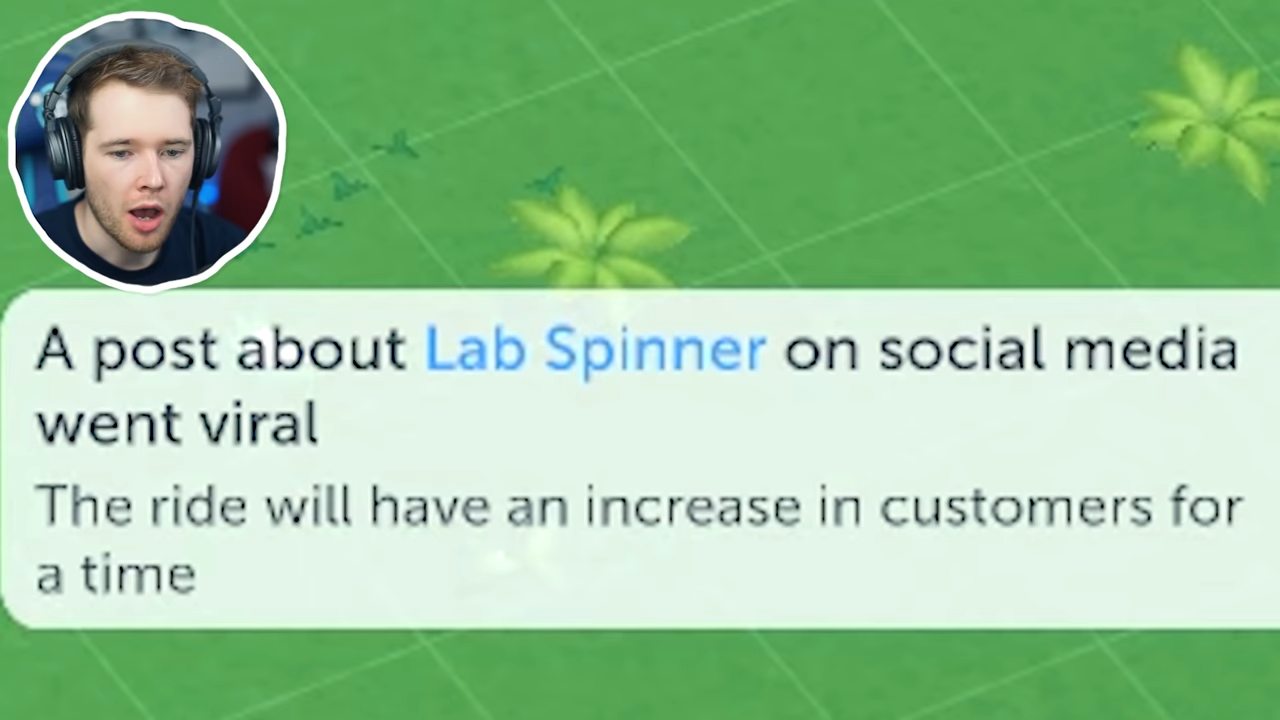 A post about Lab Spinner on social media
went viral
The ride will have an increase in customers for
a time